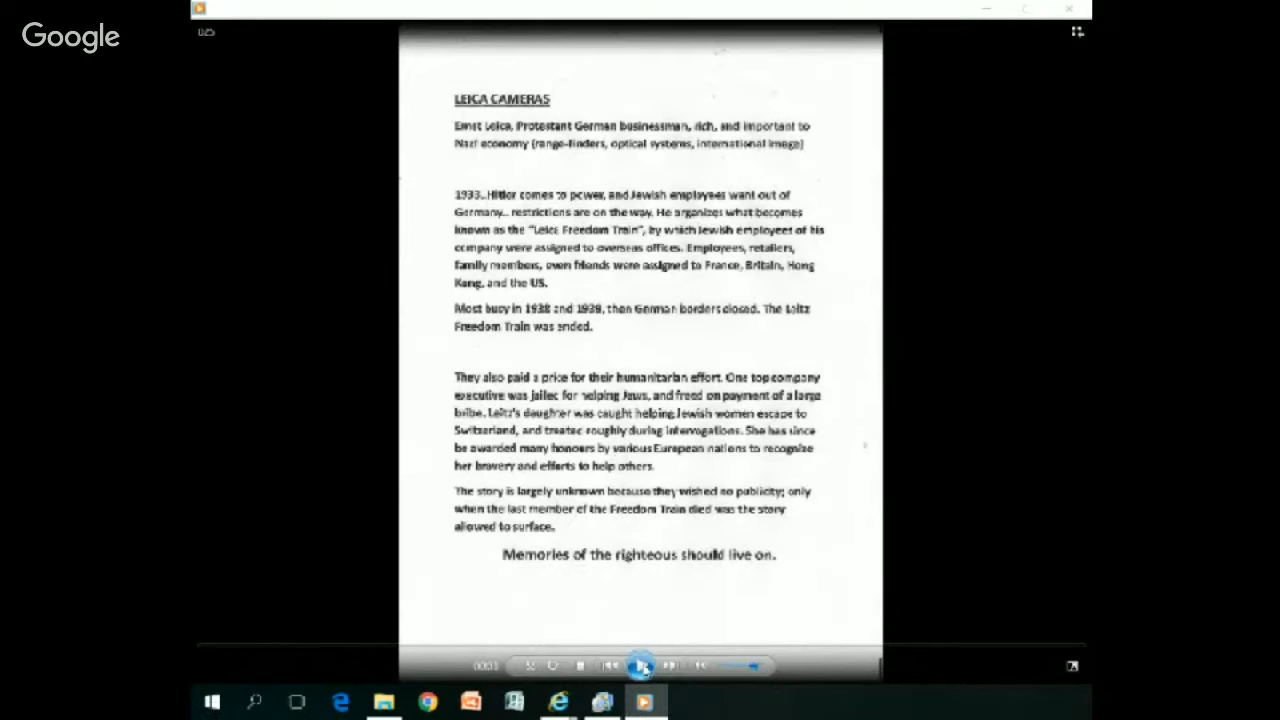 Google
LEICA CAMERAS
Ernst Leica, Protestant German businessman, rich, and important to
Nazi economy (range-finders, optical systems, international image)
1933..Hitler comes to power, and Jewish employees want out of
Germany.. restrictions are on the way. He organizes what becomes
known as the "Leica Freedom Train", by which Jewish employees of his
company were assigned to overseas offices. Employees, retailers,
family members, even friends were assigned to France, Britain, Hong
Kong, and the US.
Most busy in 1938 and 1939, then German borders closed. The Leitz
Freedom Train was ended.
They also paid a price for their humanitarian effort. One top company
executive was jailed for helping Jews, and freed on payment of a large
bribe. Leitz's daughter was caught helping Jewish women escape to
Switzerland, and treated roughly during interrogations. She has since
be awarded many honours by various European nations to recognize
her bravery and efforts to help others.
The story is largely unknown because they wished no publicity; only
when the last member of the Freedom Train died was the story
allowed to surface.
Memories of the righteous should live on.